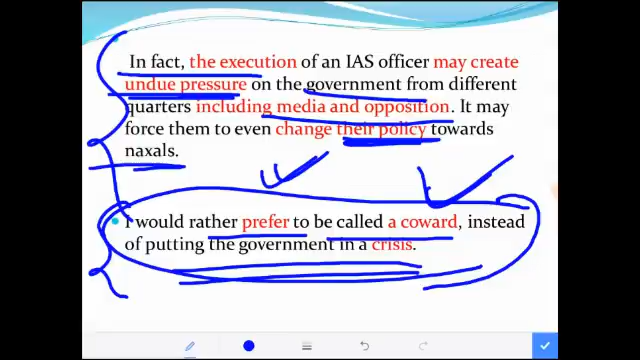 In fact, the execution of an IAS officer may create
undue pressure on the government from different
quarters including media and opposition. It may
force them to even change their policy towards
naxals.
I would rather prefer to be called a coward, instead
of putting the government in a crisis.